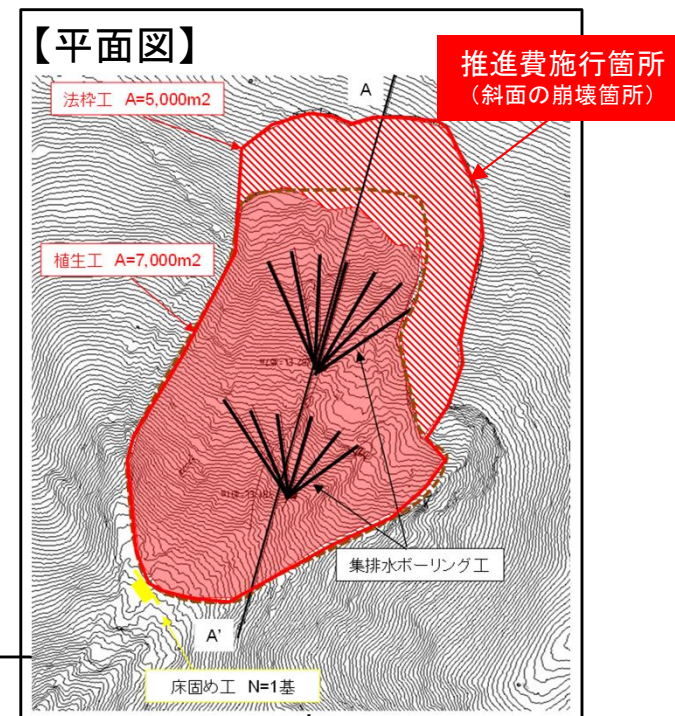 【平面図】
推進費施行箇所
（斜面の崩壊箇所）
A
法枠工 A=5,000m2
植生工 A=7,000m2
集排水ボーリング工
A'
床固め工 N=1基